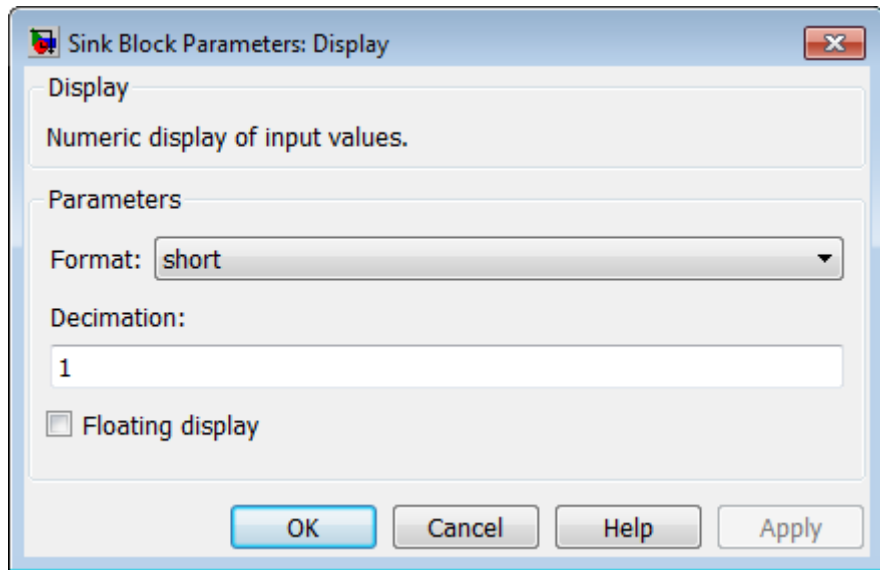 Sink Block Parameters: Display
Display
Numeric display of input values.
Parameters
Format: short
Decimation:
1
Floating display
OK Cancel Help Apply